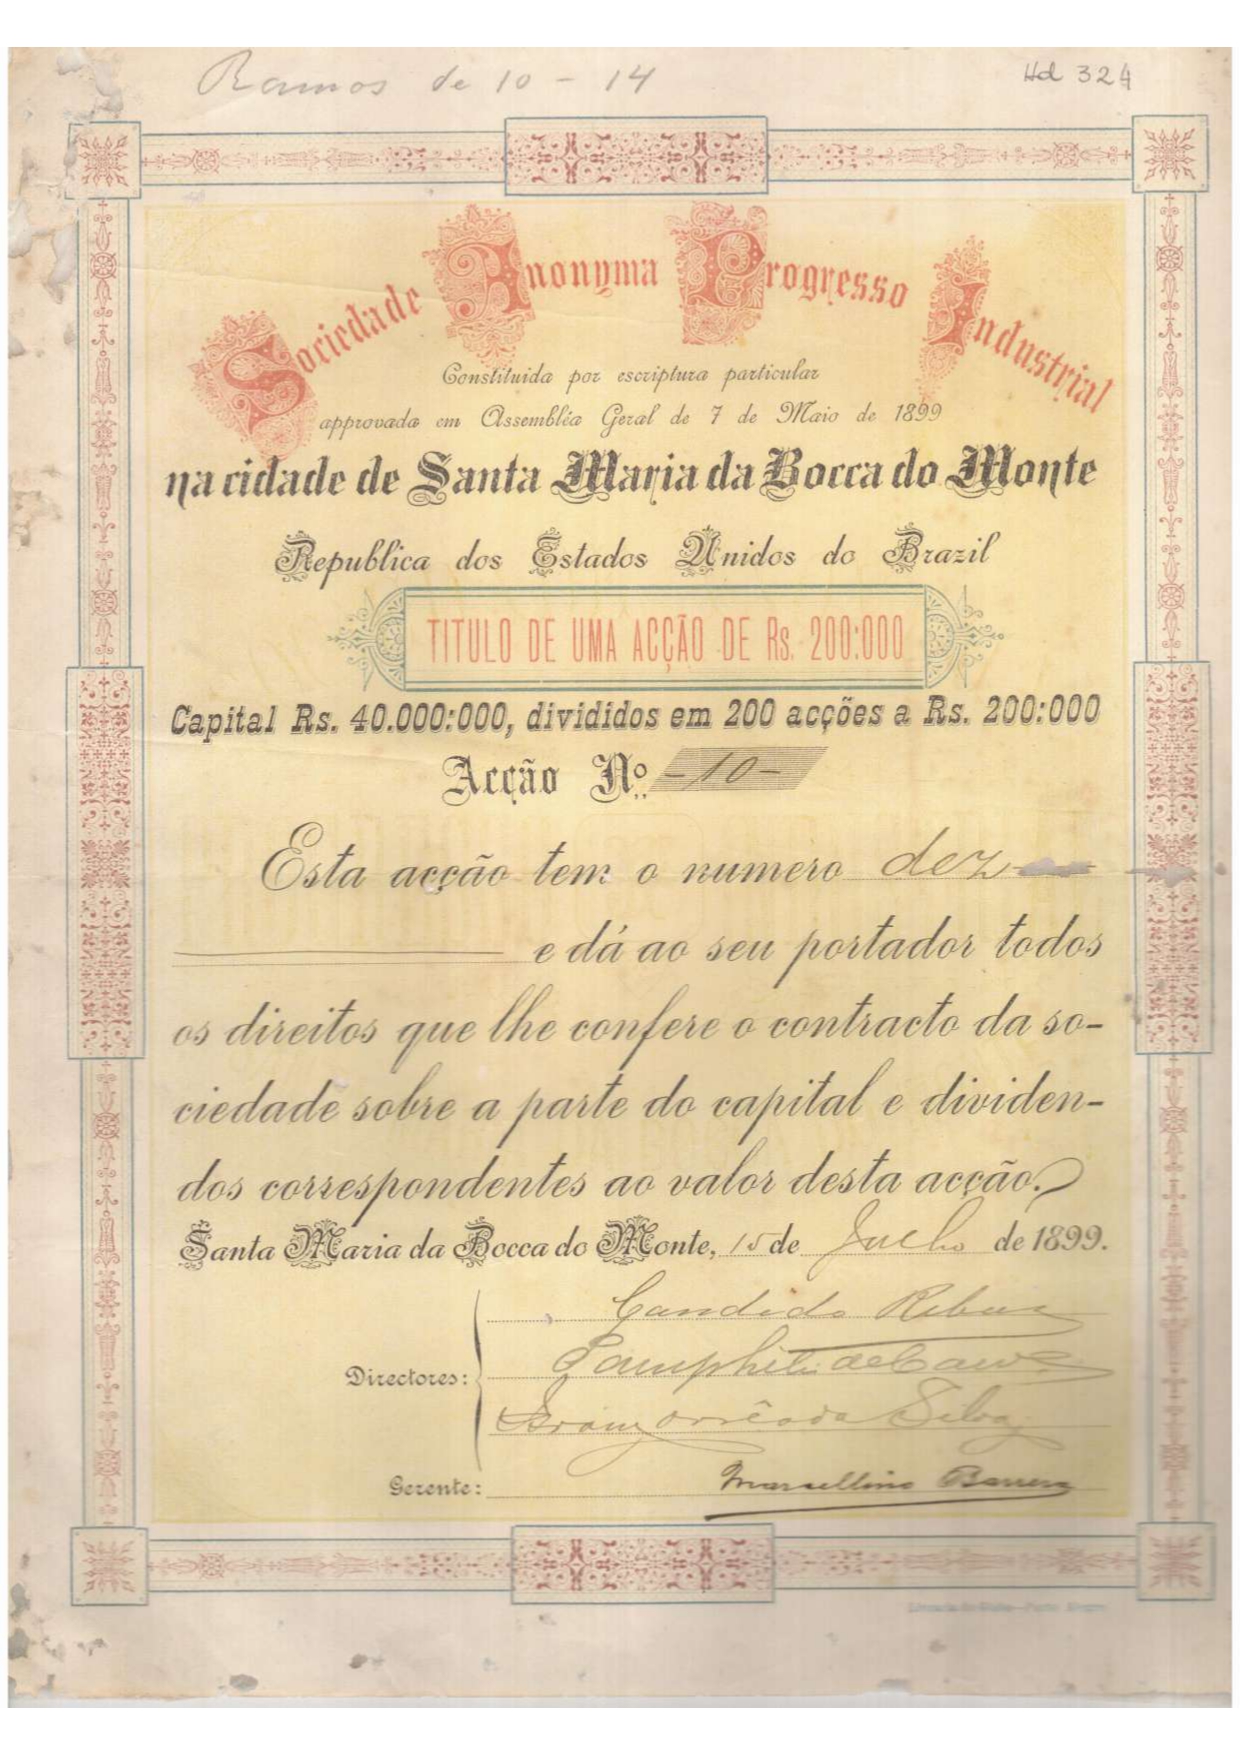 Ramos de 10 - 14
Hd 324
Sociedade Anonyma Progresso Industrial
Constituida por escriptura particular
approvada em Assembléa Geral de 7 de Maio de 1899
na cidade de Santa Maria da Bocca do Monte
Republica dos Estados Unidos do Brazil
TITULO DE UMA ACÇÃO DE Rs. 200:000
Capital Rs. 40.000:000, divididos em 200 acções a Rs. 200:000
Acção No. -10-
Esta acção tem o numero dez
e dá ao seu portador todos
os direitos que lhe confere o contracto da so-
ciedade sobre a parte do capital e dividen-
dos correspondentes ao valor desta acção.
Santa Maria da Bocca do Monte, 15 de Julho de 1899.
Candido
Directores:
da Silva
Gerente: Marcellino